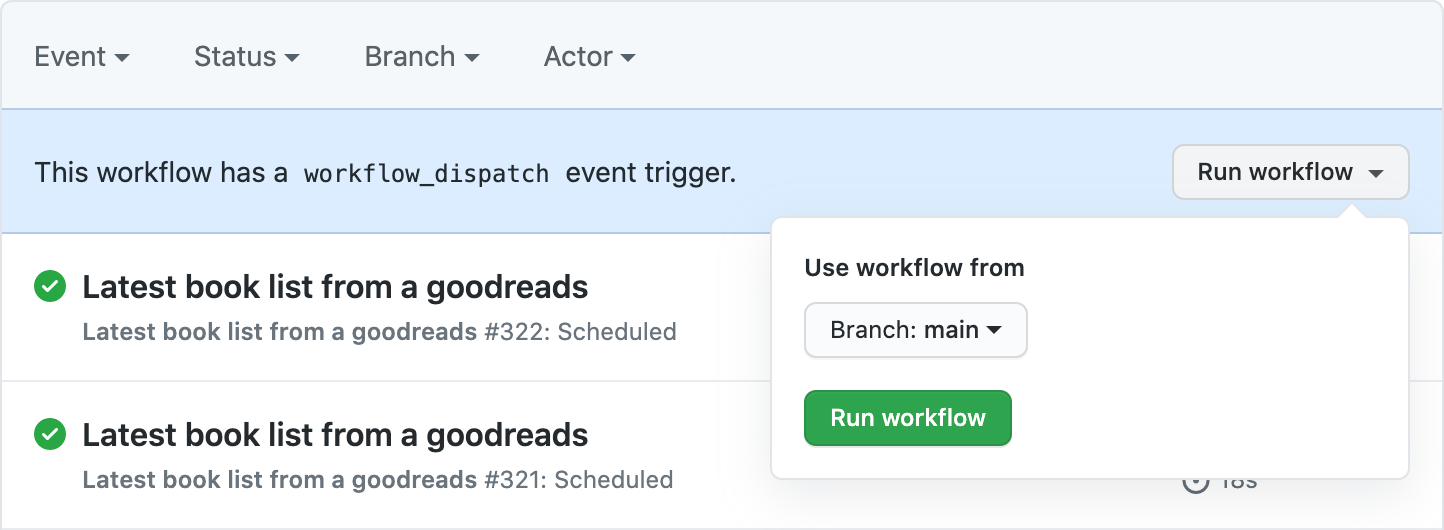 Event Status Branch Actor
This workflow has a workflow_dispatch event trigger.
Run workflow
Use workflow from
Branch: main
Run workflow
Latest book list from a goodreads
Latest book list from a goodreads #322: Scheduled
Latest book list from a goodreads
Latest book list from a goodreads #321: Scheduled
18s